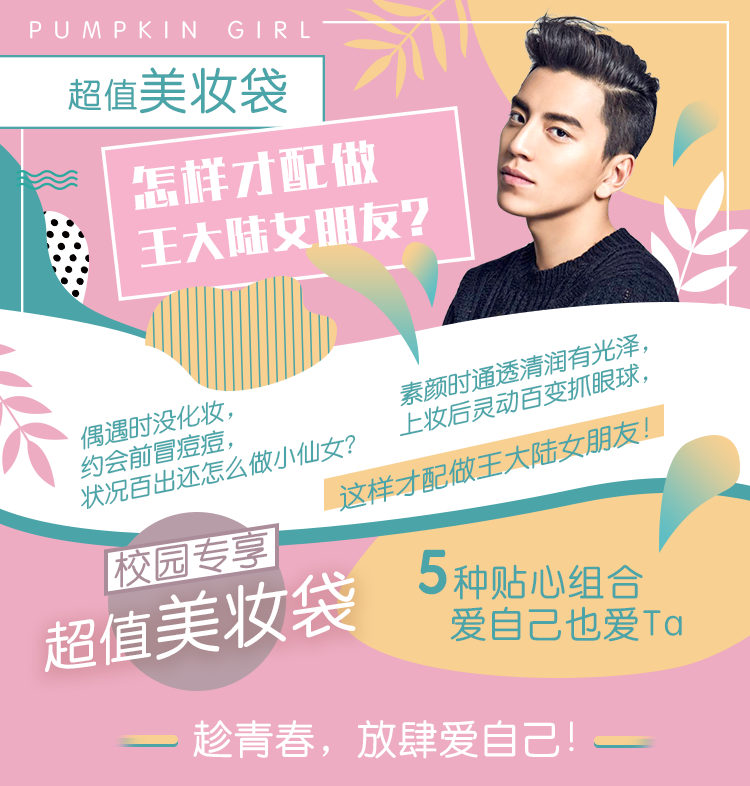 PUMPKIN GIRL
超值美妆袋
怎样才配做
王大陆女朋友?
素颜时通透清润有光泽，
上妆后灵动百变抓眼球，
这样才配做王大陆女朋友!
偶遇时没化妆，
约会前冒痘痘，
状况百出还怎么做小仙女?
校园专享
超值美妆袋
5种贴心组合
爱自己也爱Ta
趁青春，放肆爱自己!